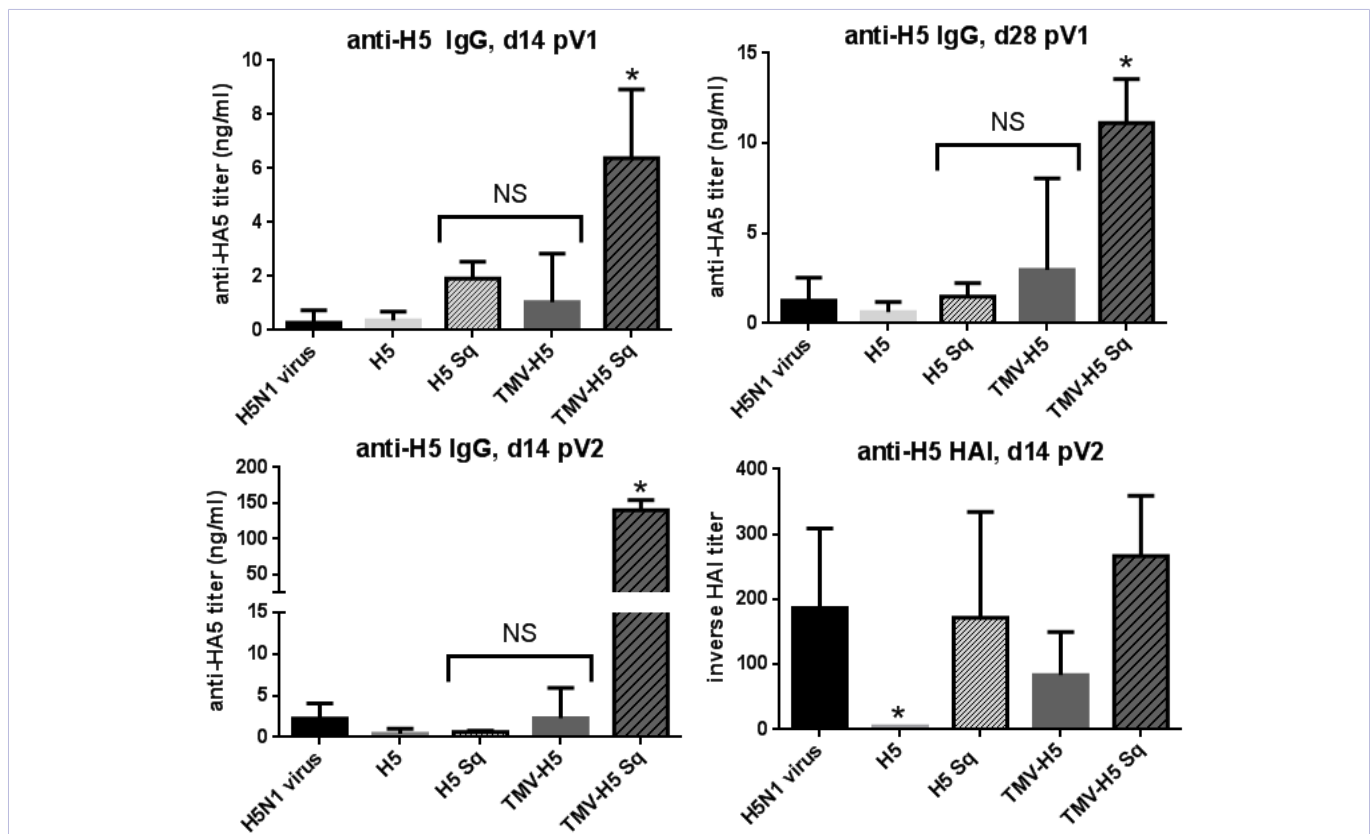 anti-H5 IgG, d14 pV1
anti-HA5 titer (ng/ml)
10
8
6
4
2
0
NS
*
H5N1 virus
H5
H5 Sq
TMV-H5
TMV-H5 Sq
anti-H5 IgG, d28 pV1
anti-HA5 titer (ng/ml)
15
10
5
0
NS
*
H5N1 virus
H5
H5 Sq
TMV-H5
TMV-H5 Sq
anti-H5 IgG, d14 pV2
anti-HA5 titer (ng/ml)
200
150
100
50
15
10
5
0
NS
*
H5N1 virus
H5
H5 Sq
TMV-H5
TMV-H5 Sq
anti-H5 HAI, d14 pV2
inverse HAI titer
400
300
200
100
0
*
H5N1 virus
H5
H5 Sq
TMV-H5
TMV-H5 Sq